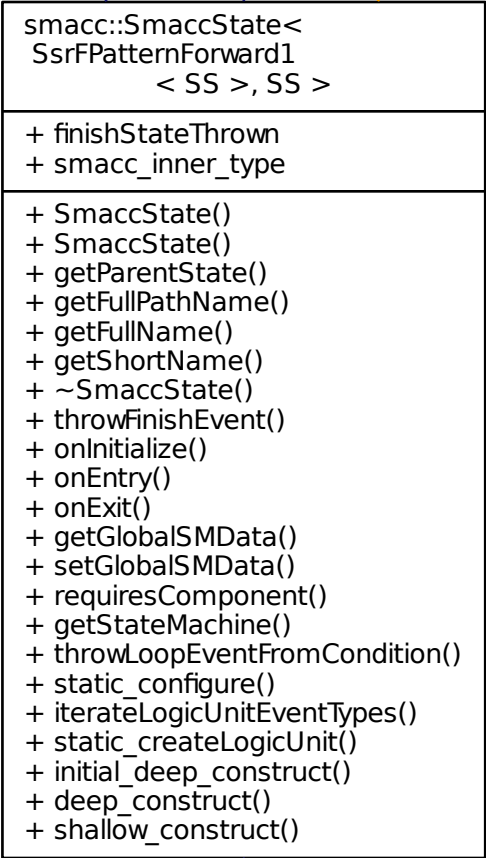 smacc::SmaccState<
SsrFPatternForward1
< SS >, SS >
+ finishStateThrown
+ smacc_inner_type
+ SmaccState()
+ SmaccState()
+ getParentState()
+ getFullPathName()
+ getFullName()
+ getShortName()
+ ~SmaccState()
+ throwFinishEvent()
+ onInitialize()
+ onEntry()
+ onExit()
+ getGlobalSMData()
+ setGlobalSMData()
+ requiresComponent()
+ getStateMachine()
+ throwLoopEventFromCondition()
+ static_configure()
+ iterateLogicUnitEventTypes()
+ static_createLogicUnit()
+ initial_deep_construct()
+ deep_construct()
+ shallow_construct()